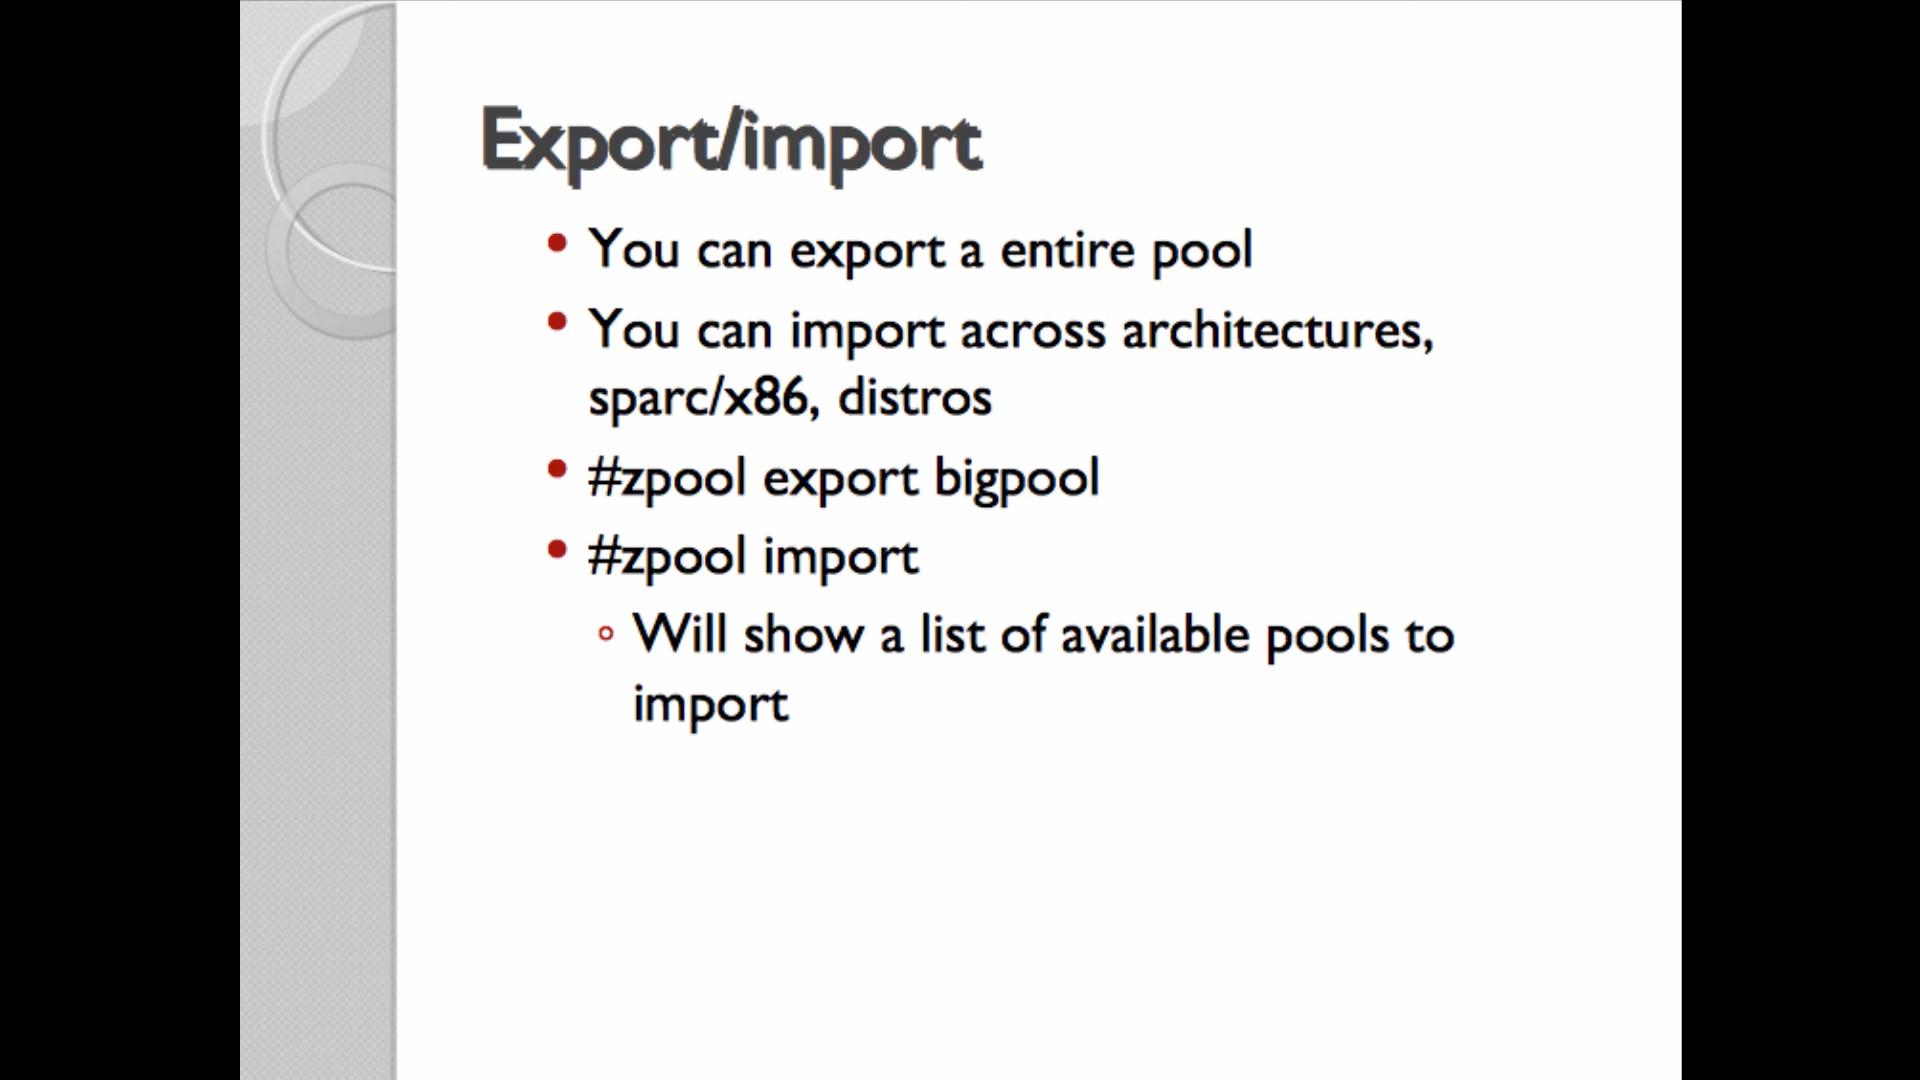 Export/import
• You can export a entire pool
• You can import across architectures,
sparc/x86, distros
• #zpool export bigpool
• #zpool import
◦ Will show a list of available pools to
import